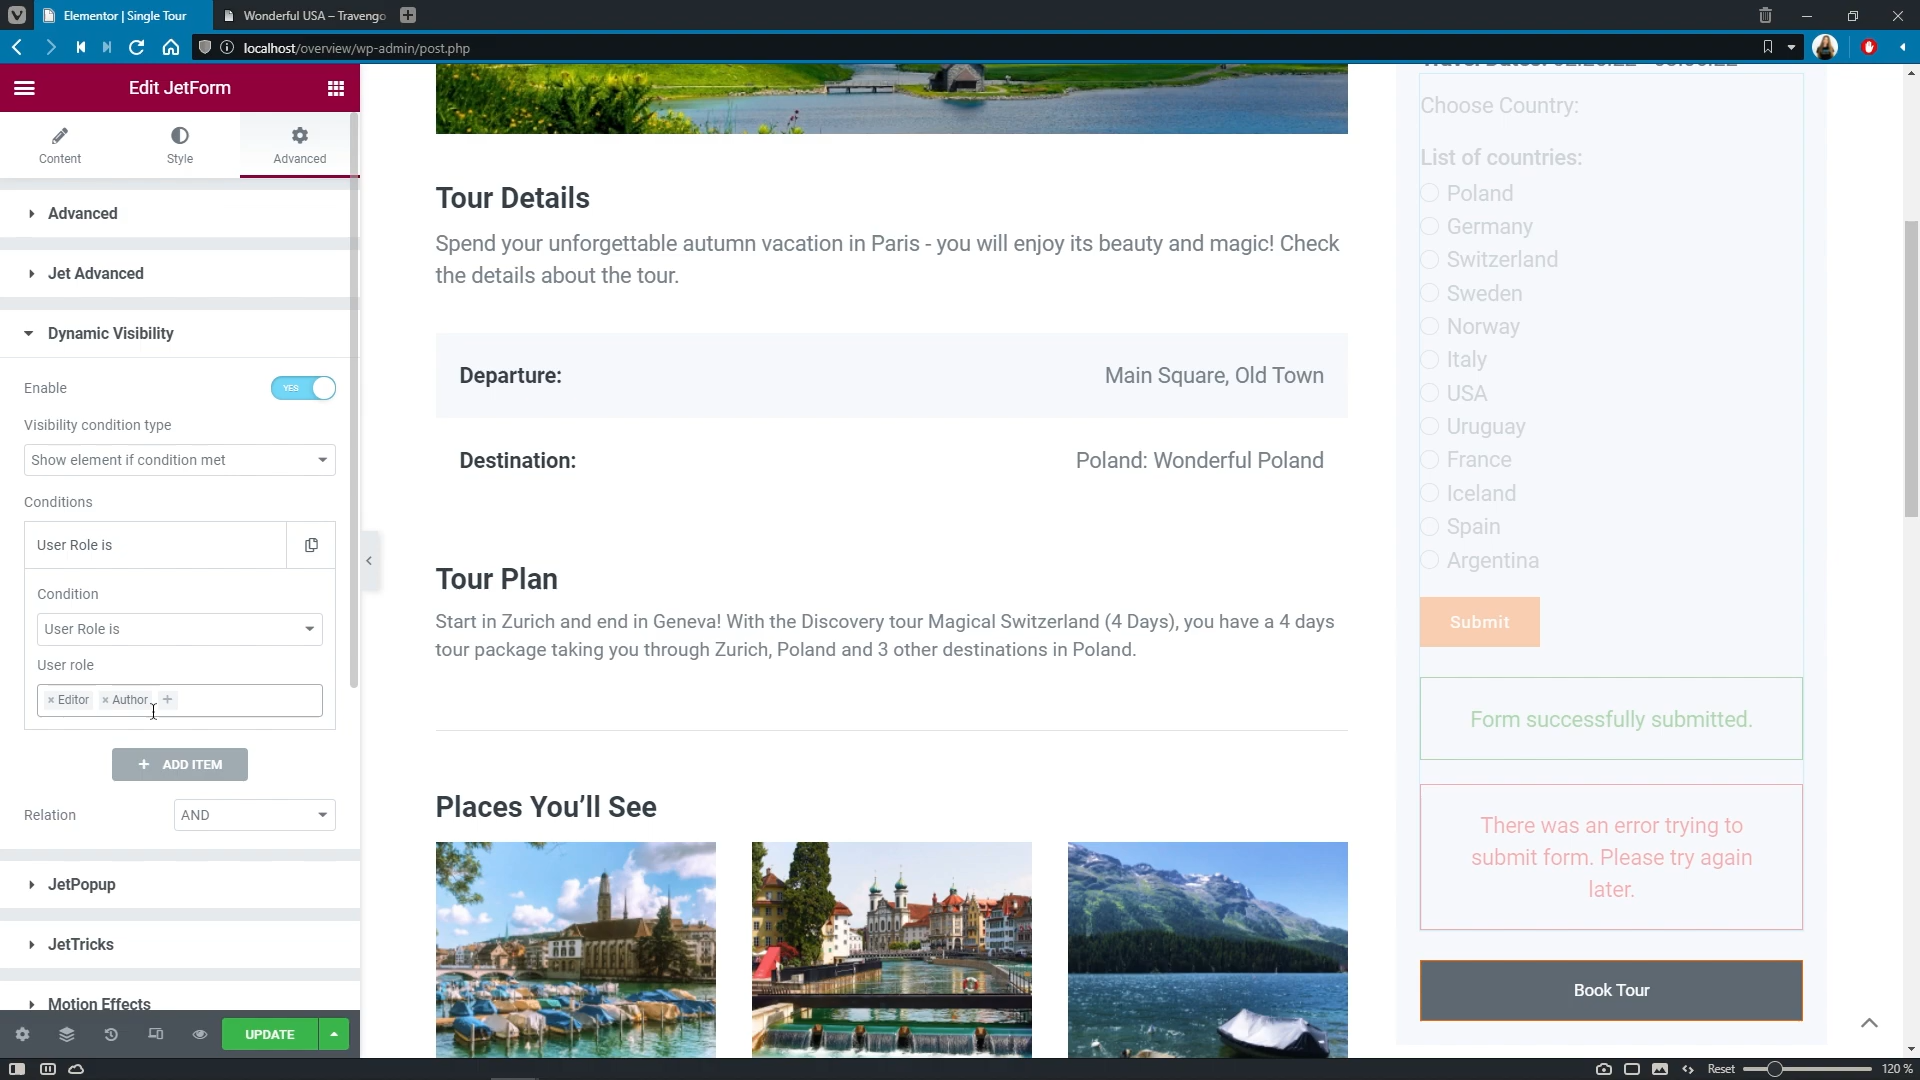 Elementor | Single Tour
Wonderful USA – Travengo
localhost/overview/wp-admin/post.php
Edit JetForm
Content
Style
Advanced
Advanced
Jet Advanced
Dynamic Visibility
Enable
YES
Visibility condition type
Show element if condition met
Conditions
User Role is
Condition
User Role is
User role
× Editor × Author +
+ ADD ITEM
Relation
AND
JetPopup
JetTricks
Motion Effects
UPDATE
Tour Details
Spend your unforgettable autumn vacation in Paris - you will enjoy its beauty and magic! Check
the details about the tour.
Departure:
Main Square, Old Town
Destination:
Poland: Wonderful Poland
Tour Plan
Start in Zurich and end in Geneva! With the Discovery tour Magical Switzerland (4 Days), you have a 4 days
tour package taking you through Zurich, Poland and 3 other destinations in Poland.
Places You’ll See
Choose Country:
List of countries:
Poland
Germany
Switzerland
Sweden
Norway
Italy
USA
Uruguay
France
Iceland
Spain
Argentina
Submit
Form successfully submitted.
There was an error trying to
submit form. Please try again
later.
Book Tour
Reset
120 %